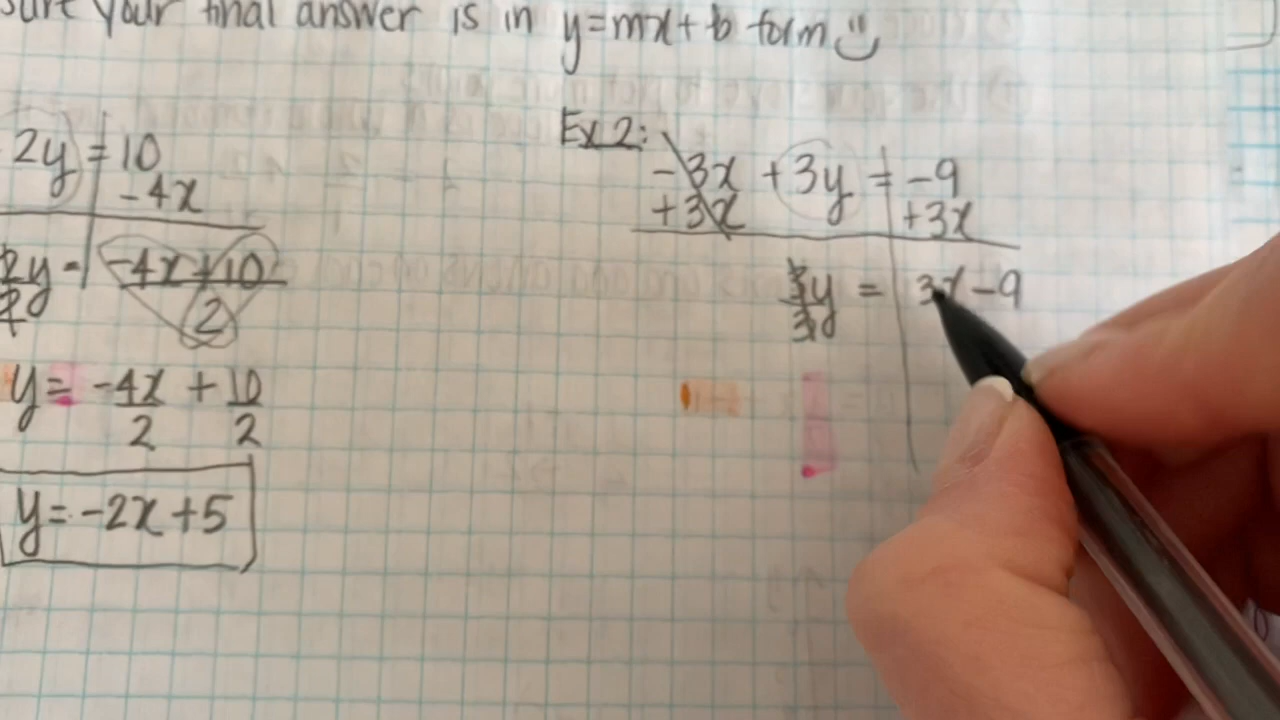 your final answer is in y=mx+b form
2y = 10
-4x
2y = -4x+10
2
2
y = -4x + 10
2 2
y = -2x+5
Ex 2:
-3x +3y = -9
+3x +3x
3y = 3x-9
3